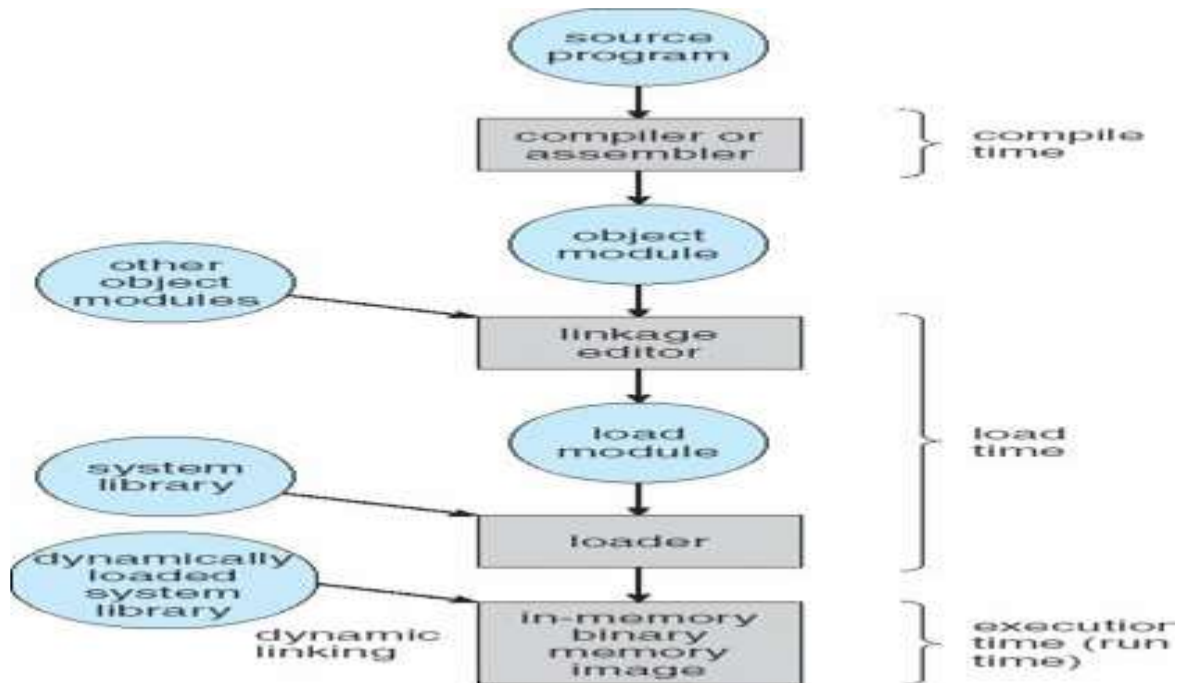 source
program
compiler or
assembler
compile
time
object
module
other
object
modules
linkage
editor
load
module
load
time
system
library
loader
dynamically
loaded
system
library
dynamic
linking
in-memory
binary
memory
image
execution
time (run
time)